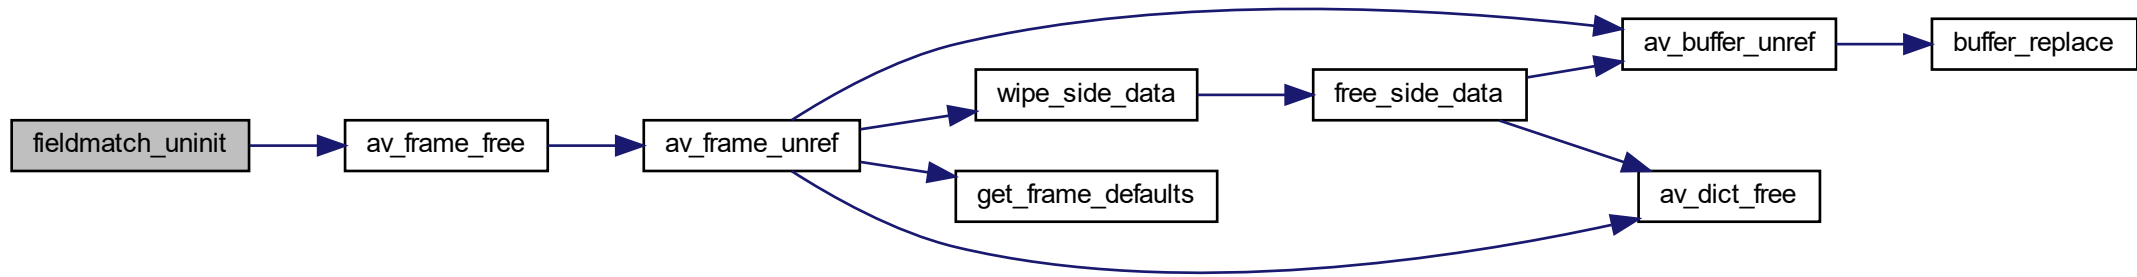 fieldmatch_uninit
av_frame_free
av_frame_unref
wipe_side_data
get_frame_defaults
free_side_data
av_buffer_unref
av_dict_free
buffer_replace